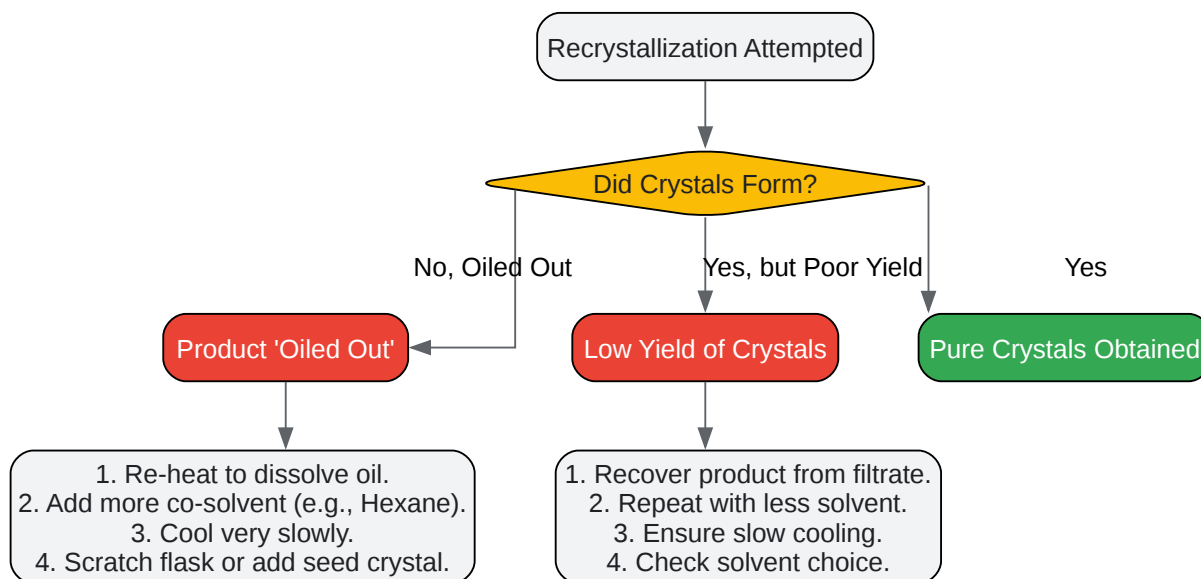 Recrystallization Attempted
Did Crystals Form?
No, Oiled Out
Yes, but Poor Yield
Yes
Product 'Oiled Out'
Low Yield of Crystals
Pure Crystals Obtained
1. Re-heat to dissolve oil.
2. Add more co-solvent (e.g., Hexane).
3. Cool very slowly.
4. Scratch flask or add seed crystal.
1. Recover product from filtrate.
2. Repeat with less solvent.
3. Ensure slow cooling.
4. Check solvent choice.